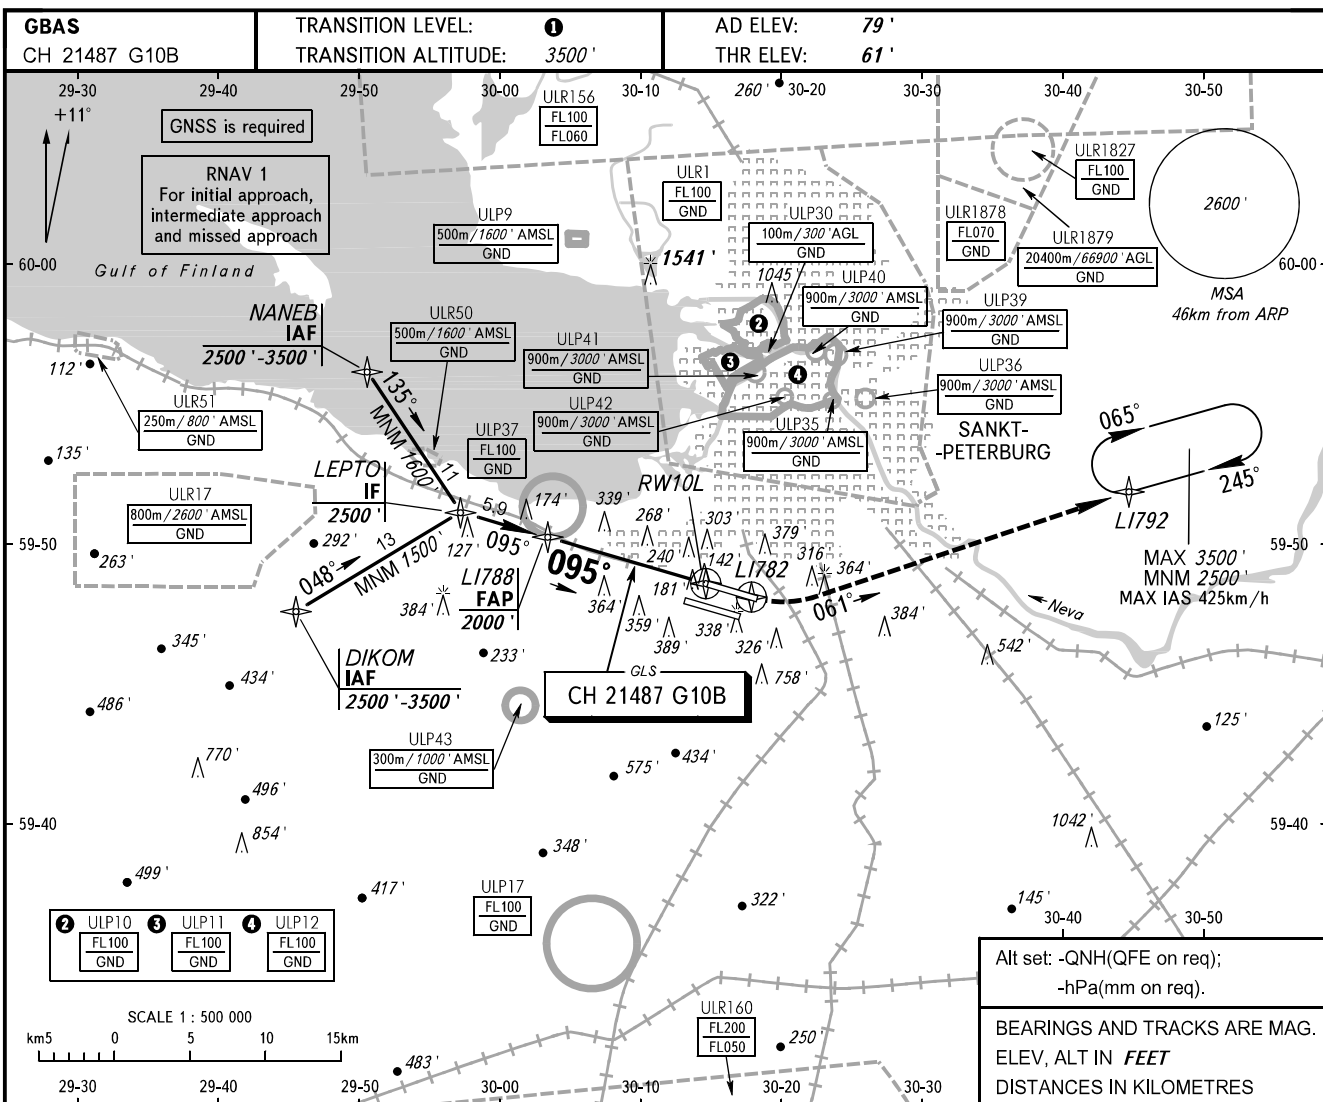 GBAS
CH 21487 G10B
TRANSITION LEVEL: 1
TRANSITION ALTITUDE: 3500 '
AD ELEV: 79 '
THR ELEV: 61 '
29-30 29-40 29-50 30-00 30-10 30-20 30-40 30-50
260 '
+11°
GNSS is required
RNAV 1
For initial approach,
intermediate approach
and missed approach
ULR156
FL100
FL060
ULR1
FL100
GND
ULR1827
FL100
GND
2600 '
MSA
46km from ARP
ULP9
500m/1600 ' AMSL
GND
ULP30
100m/300 'AGL
GND
ULR1878
FL070
GND
ULR1879
20400m/66900 'AGL
GND
60-00
Gulf of Finland
1541 '
1045
60-00
ULP40
900m/3000 ' AMSL
GND
ULP39
900m/3000 ' AMSL
GND
NANEB
IAF
2500 '-3500 '
ULR50
500m/1600 ' AMSL
GND
ULP41
900m/3000 ' AMSL
GND
2
3
4
ULP36
900m/3000 ' AMSL
GND
112 '
ULR51
250m/800 ' AMSL
GND
135°
MNM 1600 '
11
ULP42
900m/3000 ' AMSL
GND
ULP35
900m/3000 ' AMSL
GND
SANKT-
-PETERBURG
065°
245°
ULP37
FL100
GND
135 '
LEPTO
IF
2500 '
RW10L
LI792
ULR17
800m/2600 ' AMSL
GND
5,9
174 '
339 '
268 '
303 '
379 '
59-50
263 '
292 '
13
127 '
095°
240
142
316 '
364 '
59-50
MAX 3500 '
MNM 2500 '
MAX IAS 425km/h
048°
MNM 1500 '
LI788
FAP
2000 '
095°
181 '
LI782
061°
Neva
384 '
364 '
359 '
389 '
338 '
326 '
384 '
542 '
345 '
DIKOM
IAF
2500 '-3500 '
233 '
GLS
CH 21487 G10B
758 '
434 '
486 '
125 '
ULP43
300m/1000 ' AMSL
GND
770 '
434 '
575 '
496 '
59-40
854 '
348 '
1042 '
59-40
499 '
417 '
ULP17
FL100
GND
322 '
145 '
30-40 30-50
2 ULP10
FL100
GND
3 ULP11
FL100
GND
4 ULP12
FL100
GND
Alt set: -QNH(QFE on req);
-hPa(mm on req).
SCALE 1 : 500 000
km5 0 5 10 15km
ULR160
FL200
FL050
250 '
483 '
BEARINGS AND TRACKS ARE MAG.
ELEV, ALT IN FEET
DISTANCES IN KILOMETRES
29-30 29-40 29-50 30-00 30-10 30-20 30-30